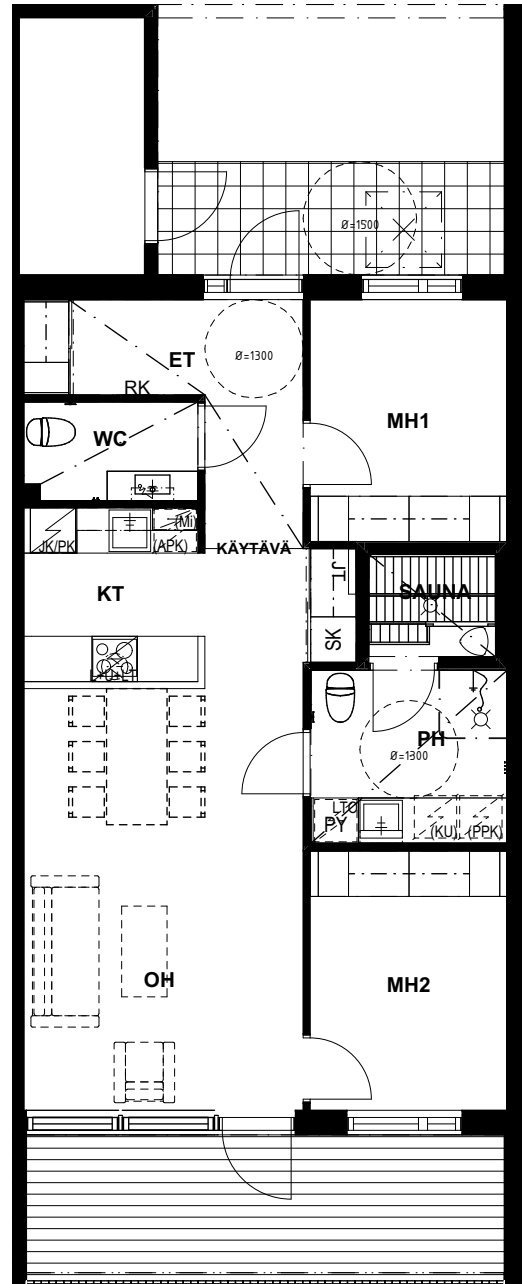 Ø=1500
ET
Ø=1300
RK
MH1
WC
(Mi)
JK/PK
(APK)
KÄYTÄVÄ
JT
SAUNA
KT
SK
PH
Ø=1300
LTO
PY
(KU)
(PPK)
OH
MH2